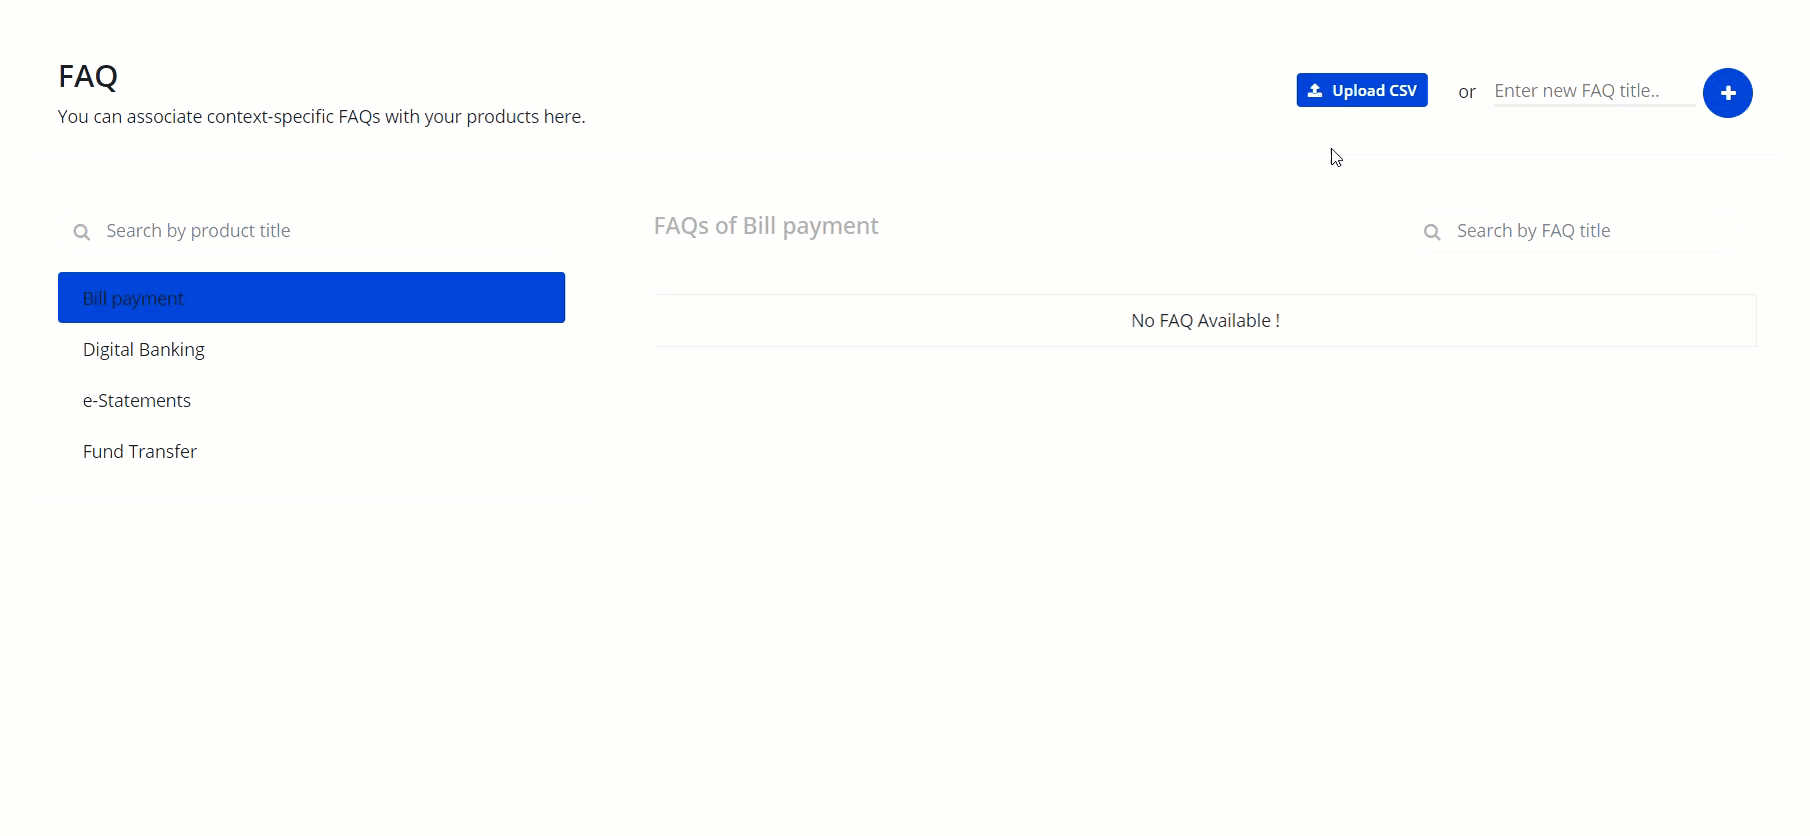 FAQ
You can associate context-specific FAQs with your products here.
Upload CSV
or
Enter new FAQ title..
Search by product title
Bill payment
Digital Banking
e-Statements
Fund Transfer
FAQs of Bill payment
Search by FAQ title
No FAQ Available !